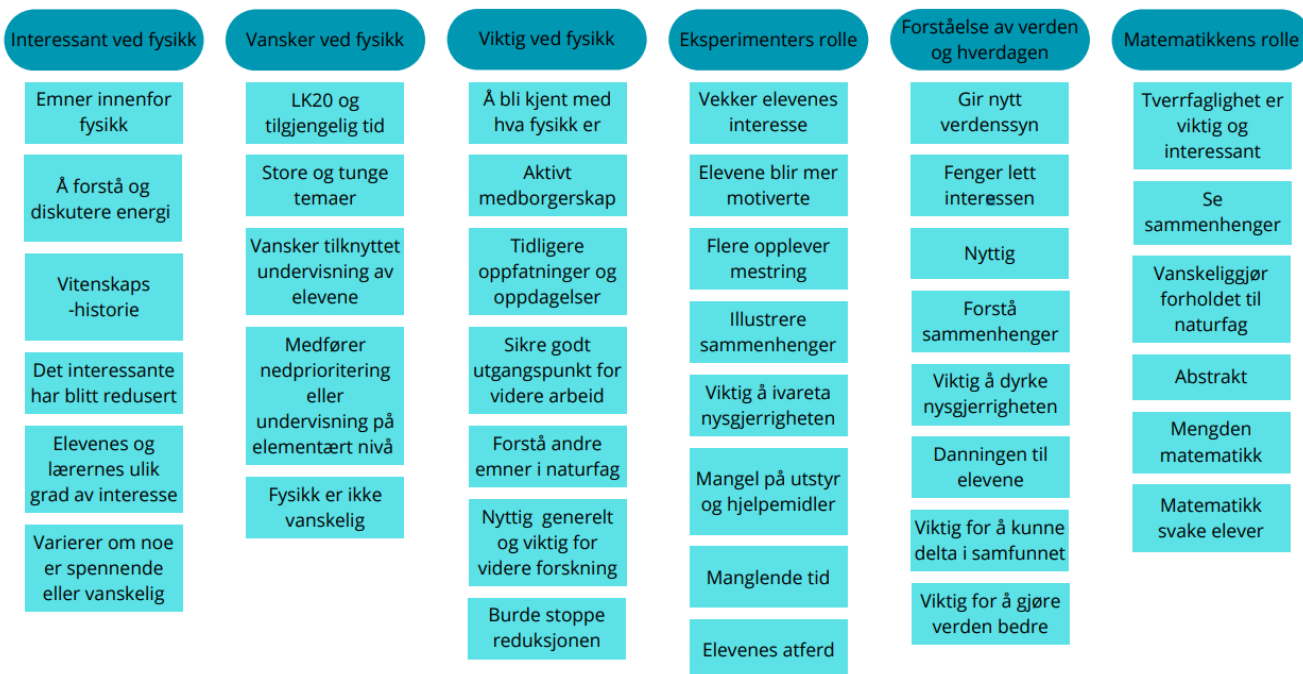 Interessant ved fysikk
Emner innenfor
fysikk
Å forstå og
diskutere energi
Vitenskaps
-historie
Det interessante
har blitt redusert
Elevenes og
lærernes ulik
grad av interesse
Varierer om noe
er spennende
eller vanskelig
Vansker ved fysikk
LK20 og
tilgjengelig tid
Store og tunge
temaer
Vansker tilknyttet
undervisning av
elevene
Medfører
nedprioritering
eller
undervisning på
elementært nivå
Fysikk er ikke
vanskelig
Viktig ved fysikk
Å bli kjent med
hva fysikk er
Aktivt
medborgerskap
Tidligere
oppfatninger og
oppdagelser
Sikre godt
utgangspunkt for
videre arbeid
Forstå andre
emner i naturfag
Nyttig generelt
og viktig for
videre forskning
Burde stoppe
reduksjonen
Eksperimenters rolle
Vekker elevenes
interesse
Elevene blir mer
motiverte
Flere opplever
mestring
Illustrere
sammenhenger
Viktig å ivareta
nysgjerrigheten
Mangel på utstyr
og hjelpemidler
Manglende tid
Elevenes atferd
Forståelse av verden
og hverdagen
Gir nytt
verdenssyn
Fenger lett
interessen
Nyttig
Forstå
sammenhenger
Viktig å dyrke
nysgjerrigheten
Danningen til
elevene
Viktig for å kunne
delta i samfunnet
Viktig for å gjøre
verden bedre
Matematikkens rolle
Tverrfaglighet er
viktig og
interessant
Se
sammenhenger
Vanskeliggjør
forholdet til
naturfag
Abstrakt
Mengden
matematikk
Matematikk
svake elever